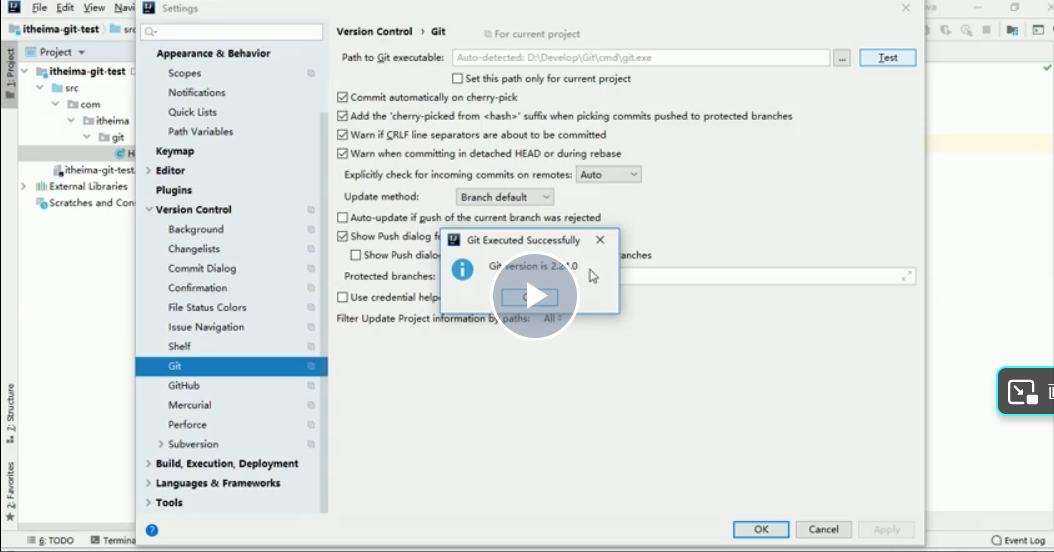 File Edit View Navi
Settings
itheima-git-test
src
Project
itheima-git-test
src
com
itheima
git
itheima-git-test.
External Libraries
Scratches and Con
1: Project
7: Structure
2: Favorites
Appearance & Behavior
Scopes
Notifications
Quick Lists
Path Variables
Keymap
Editor
Plugins
Version Control
Background
Changelists
Commit Dialog
Confirmation
File Status Colors
Issue Navigation
Shelf
Git
GitHub
Mercurial
Perforce
Subversion
Build, Execution, Deployment
Languages & Frameworks
Tools
Version Control › Git
For current project
Path to Git executable: Auto-detected: D:\Develop\Git\cmd\git.exe ... Test
Set this path only for current project
Commit automatically on cherry-pick
Add the 'cherry-picked from <hash>' suffix when picking commits pushed to protected branches
Warn if CRLF line separators are about to be committed
Warn when committing in detached HEAD or during rebase
Explicitly check for incoming commits on remotes: Auto
Update method: Branch default
Auto-update if push of the current branch was rejected
Show Push dialog f
Show Push dialo anches
Protected branches:
Use credential helpe
Filter Update Project information by paths: All
Git Executed Successfully
Git version is
OK Cancel Apply
6: TODO
Termina
Event Log